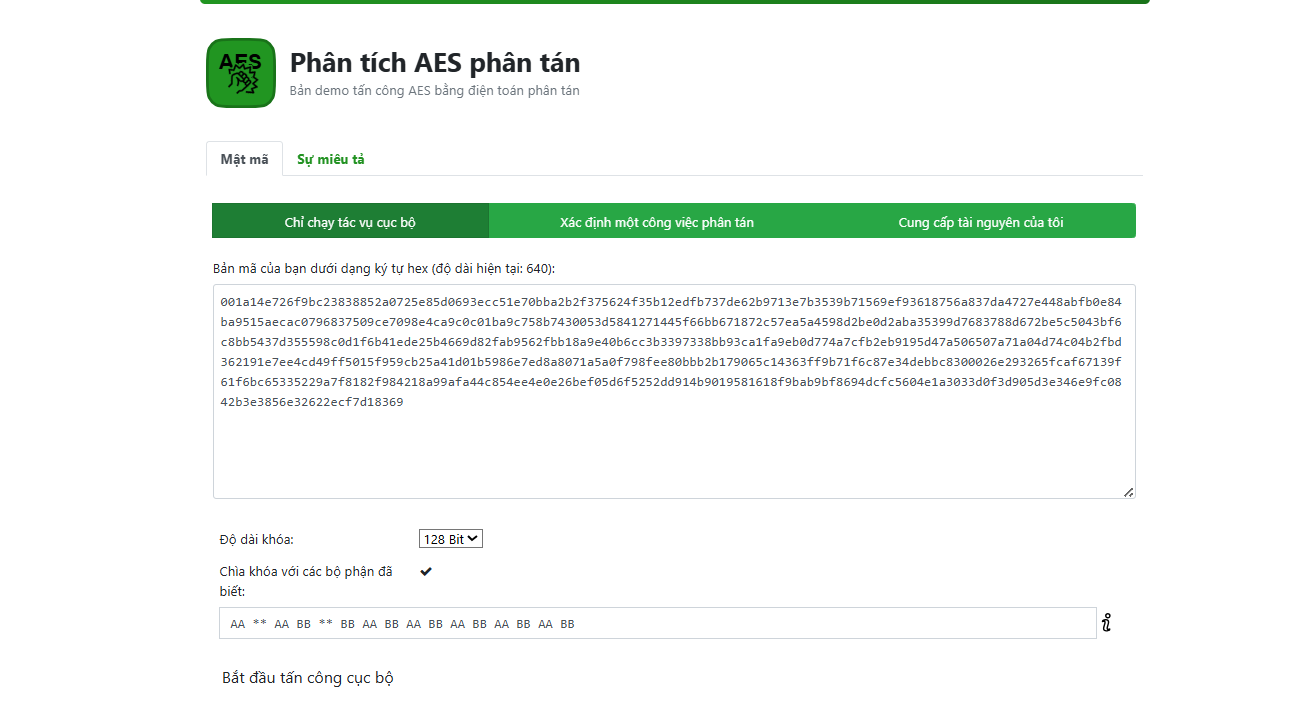 AES
Phân tích AES phân tán
Bản demo tấn công AES bằng điện toán phân tán
Mật mã
Sự miêu tả
Chỉ chạy tác vụ cục bộ
Xác định một công việc phân tán
Cung cấp tài nguyên của tôi
Bản mã của bạn dưới dạng ký tự hex (độ dài hiện tại: 640):
001a14e726f9bc23838852a0725e85d0693ecc51e70bba2b2f375624f35b12edfb737de62b9713e7b3539b71569ef93618756a837da4727e448abfb0e84
ba9515aecac0796837509ce7098e4ca9c0c01ba9c758b7430053d5841271445f66bb671872c57ea5a4598d2be0d2aba35399d7683788d672be5c5043bf6
c8bb5437d355598c0d1f6b41ede25b4669d82fab9562fbb18a9e40b6cc3b3397338bb93ca1fa9eb0d774a7cfb2eb9195d47a506507a71a04d74c04b2fbd
362191e7ee4cd49ff5015f959cb25a41d01b5986e7ed8a8071a5a0f798fee80bbb2b179065c14363ff9b71f6c87e34debbc8300026e293265fcaf67139f
61f6bc65335229a7f8182f984218a99afa44c854ee4e0e26bef05d6f5252dd914b9019581618f9bab9bf8694dcfc5604e1a3033d0f3d905d3e346e9fc08
42b3e3856e32622ecf7d18369
Độ dài khóa:
128 Bit
Chìa khóa với các bộ phận đã
biết:
AA ** AA BB ** BB AA BB AA BB AA BB AA BB AA BB
Bắt đầu tấn công cục bộ